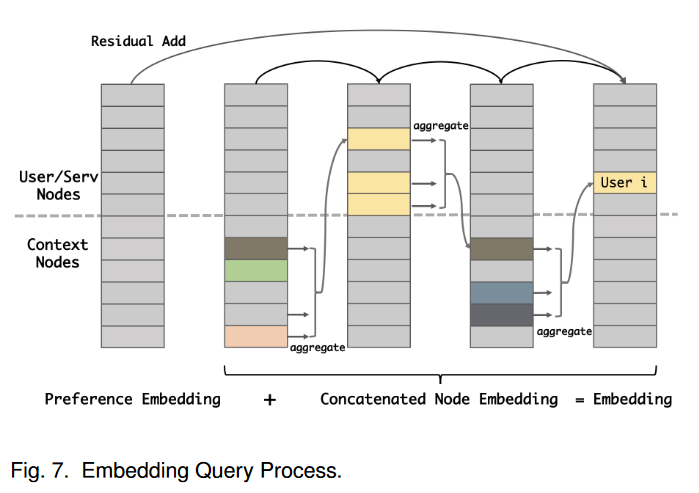 Residual Add
aggregate
User/Serv
Nodes
User i
Context
Nodes
aggregate
aggregate
Preference Embedding + Concatenated Node Embedding = Embedding
Fig. 7. Embedding Query Process.